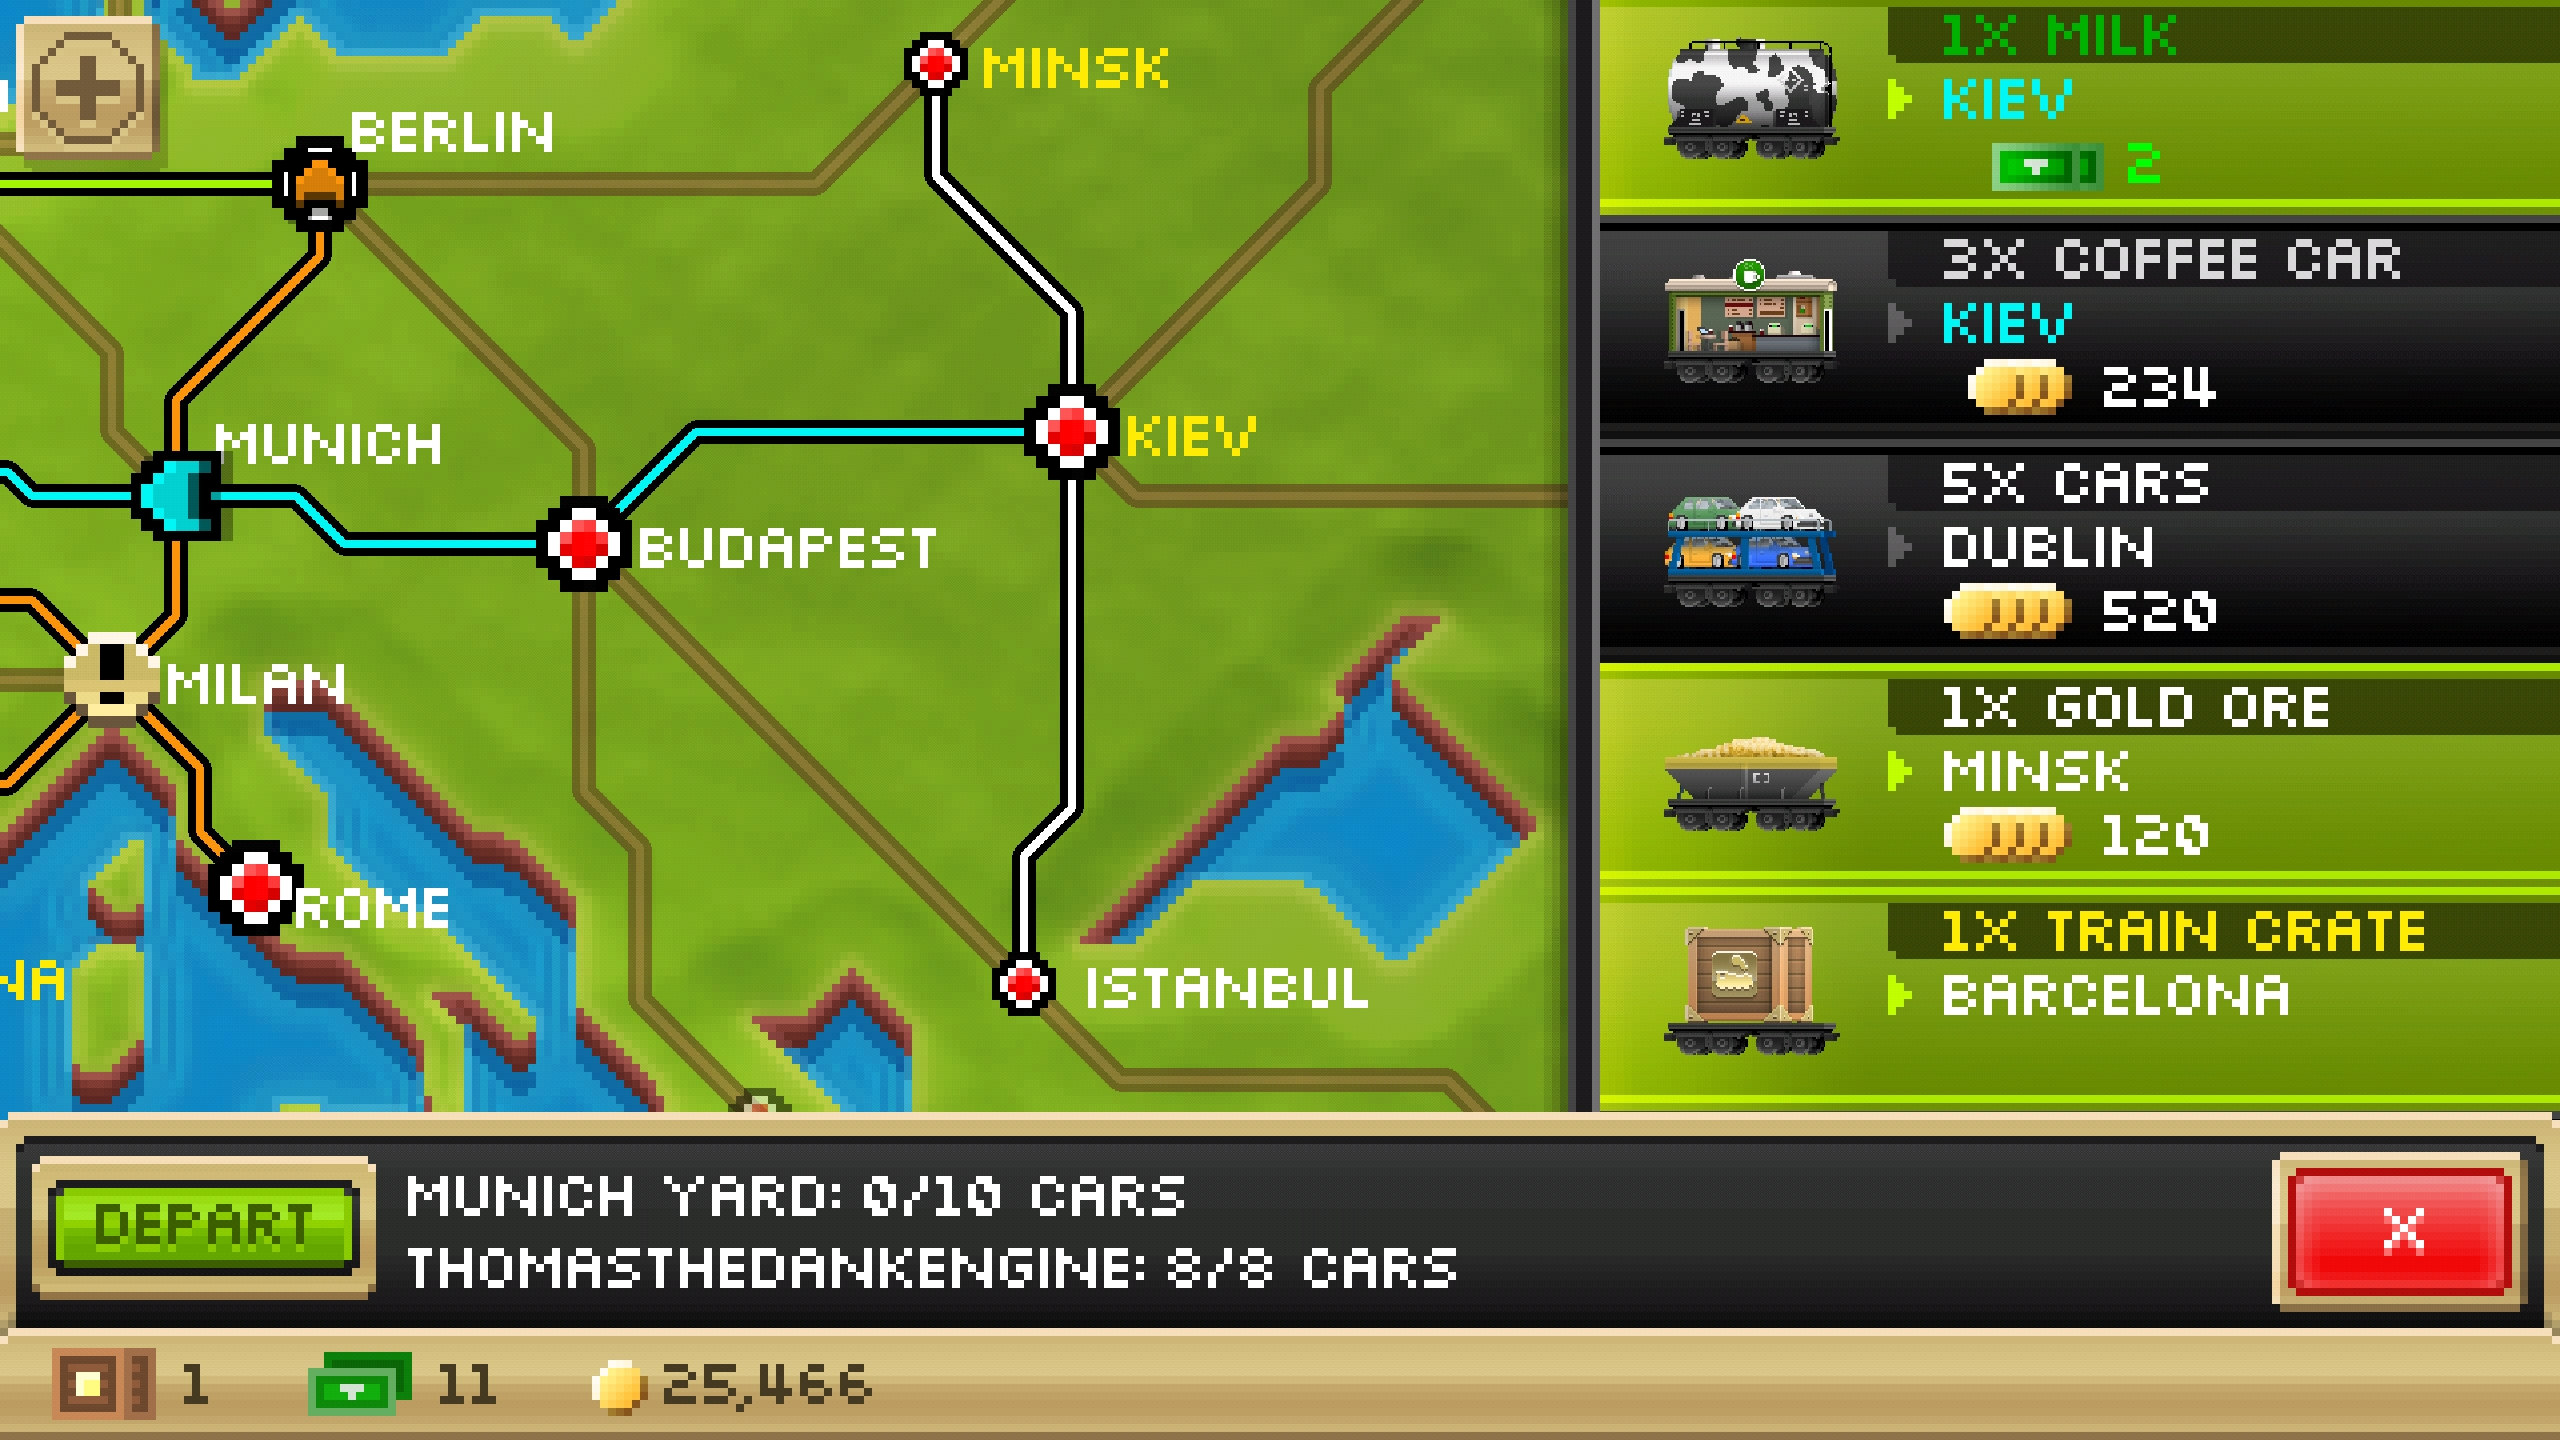 MINSK
BERLIN
MUNICH
KIEV
BUDAPEST
MILAN
ROME
NA
ISTANBUL
1X MILK
KIEV
2
3X COFFEE CAR
KIEV
234
5X CARS
DUBLIN
520
1X GOLD ORE
MINSK
120
1X TRAIN CRATE
BARCELONA
DEPART
MUNICH YARD: 0/10 CARS
THOMASTHEDANKENGINE: 8/8 CARS
X
1
11
25,466